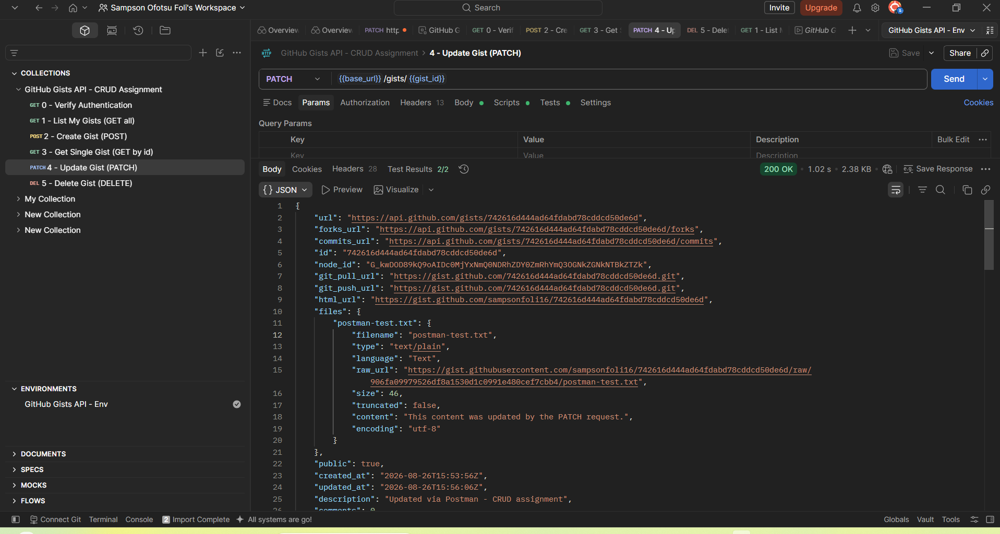 Sampson Ofotsu Foli's Workspace
Search
Invite
Upgrade
Overview
Overview
PATCH http
GitHub G
GET 0 - Verif
POST 2 - Cre
GET 3 - Get
PATCH 4 - Up
DEL 5 - Dele
GET 1 - List
GitHub G
GitHub Gists API - Env
COLLECTIONS
GitHub Gists API - CRUD Assignment
GET 0 - Verify Authentication
GET 1 - List My Gists (GET all)
POST 2 - Create Gist (POST)
GET 3 - Get Single Gist (GET by id)
PATCH 4 - Update Gist (PATCH)
DEL 5 - Delete Gist (DELETE)
My Collection
New Collection
New Collection
ENVIRONMENTS
GitHub Gists API - Env
DOCUMENTS
SPECS
MOCKS
FLOWS
HTTP GitHub Gists API - CRUD Assignment > 4 - Update Gist (PATCH)
Save
Share
PATCH {{base_url}} /gists/ {{gist_id}}
Send
Docs Params Authorization Headers 13 Body Scripts Tests Settings
Cookies
Query Params
Key Value Description Bulk Edit
Key Value Description
Body Cookies Headers 28 Test Results 2/2
200 OK 1.02 s 2.38 KB e.g. Save Response
{} JSON Preview Visualize
1 {
2 "url": "https://api.github.com/gists/742616d444ad64fdabd78cddcd50de6d",
3 "forks_url": "https://api.github.com/gists/742616d444ad64fdabd78cddcd50de6d/forks",
4 "commits_url": "https://api.github.com/gists/742616d444ad64fdabd78cddcd50de6d/commits",
5 "id": "742616d444ad64fdabd78cddcd50de6d",
6 "node_id": "G_kwDOD89kQ9oAIDc0MjYxNmQ0NDRhZDY0ZmRhYmQ3OGNkZGNkNTBkZTZk",
7 "git_pull_url": "https://gist.github.com/742616d444ad64fdabd78cddcd50de6d.git",
8 "git_push_url": "https://gist.github.com/742616d444ad64fdabd78cddcd50de6d.git",
9 "html_url": "https://gist.github.com/sampsonfoli16/742616d444ad64fdabd78cddcd50de6d",
10 "files": {
11 "postman-test.txt": {
12 "filename": "postman-test.txt",
13 "type": "text/plain",
14 "language": "Text",
15 "raw_url": "https://gist.githubusercontent.com/sampsonfoli16/742616d444ad64fdabd78cddcd50de6d/raw/
906fa09979526df8a1530d1c0991e480cef7cbb4/postman-test.txt",
16 "size": 46,
17 "truncated": false,
18 "content": "This content was updated by the PATCH request.",
19 "encoding": "utf-8"
20 }
21 },
22 "public": true,
23 "created_at": "2026-08-26T15:53:56Z",
24 "updated_at": "2026-08-26T15:56:06Z",
25 "description": "Updated via Postman - CRUD assignment",
26 "comments": 0
Connect Git Terminal Console 2 Import Complete All systems are go!
Globals Vault Tools